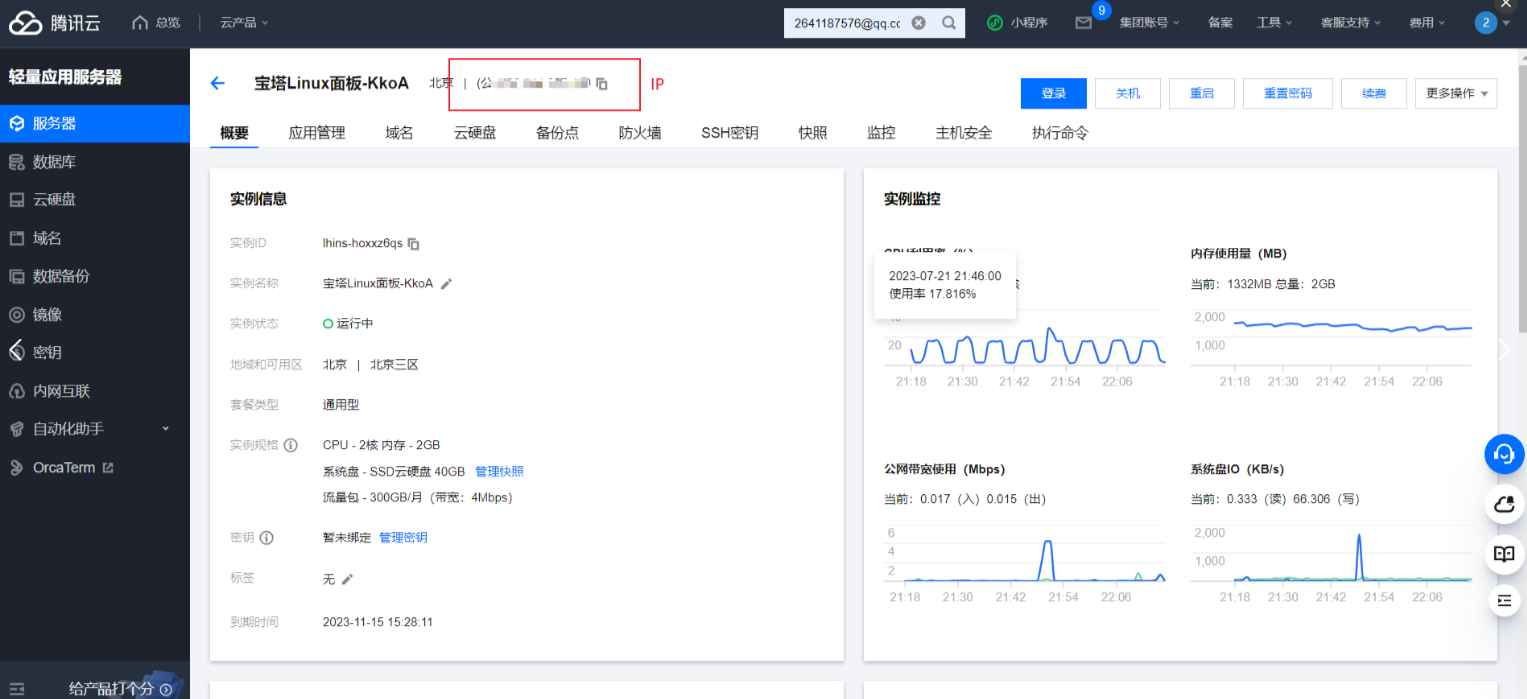 腾讯云 总览 云产品 2641187576@qq.cc 小程序 9 集团账号 备案 工具 客服支持 费用 2
轻量应用服务器
服务器
数据库
云硬盘
域名
数据备份
镜像
密钥
内网互联
自动化助手
OrcaTerm
给产品打个分
宝塔Linux面板-KkoA 北京 | (公 IP
登录 关机 重启 重置密码 续费 更多操作
概要 应用管理 域名 云硬盘 备份点 防火墙 SSH密钥 快照 监控 主机安全 执行命令
实例信息
实例ID lhins-hoxxz6qs
实例名称 宝塔Linux面板-KkoA
实例状态 运行中
地域和可用区 北京 | 北京三区
套餐类型 通用型
实例规格 CPU - 2核 内存 - 2GB
系统盘 - SSD云硬盘 40GB 管理快照
流量包 - 300GB/月（带宽：4Mbps）
密钥 暂未绑定 管理密钥
标签 无
到期时间 2023-11-15 15:28:11
实例监控
CPU利用率（%）
2023-07-21 21:46:00
使用率 17.816%
40
20
21:18 21:30 21:42 21:54 22:06
内存使用量（MB）
当前：1332MB 总量：2GB
2,000
1,000
21:18 21:30 21:42 21:54 22:06
公网带宽使用（Mbps）
当前：0.017（入）0.015（出）
6
4
2
21:18 21:30 21:42 21:54 22:06
系统盘IO（KB/s）
当前：0.333（读）66.306（写）
2,000
1,000
21:18 21:30 21:42 21:54 22:06